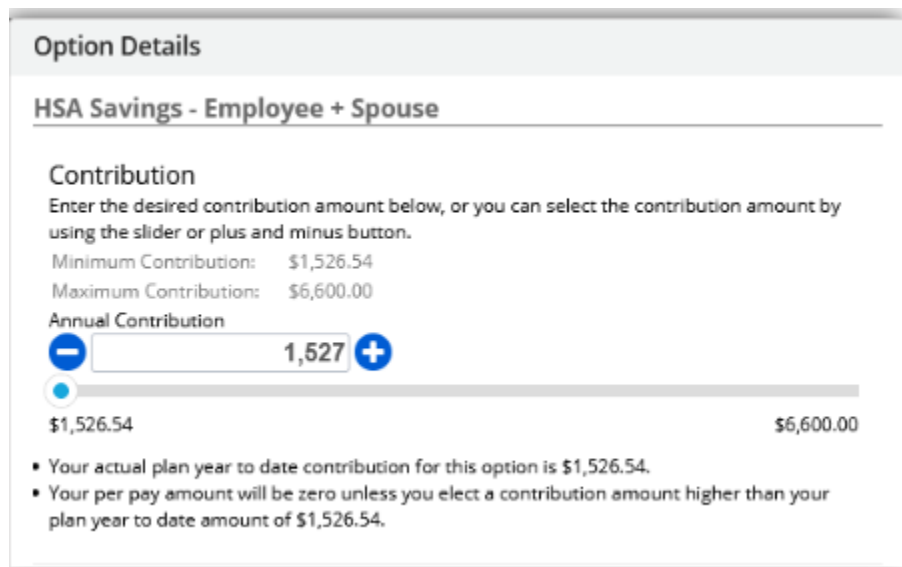 Option Details
HSA Savings - Employee + Spouse
Contribution
Enter the desired contribution amount below, or you can select the contribution amount by
using the slider or plus and minus button.
Minimum Contribution: $1,526.54
Maximum Contribution: $6,600.00
Annual Contribution
1,527
$1,526.54 $6,600.00
• Your actual plan year to date contribution for this option is $1,526.54.
• Your per pay amount will be zero unless you elect a contribution amount higher than your
plan year to date amount of $1,526.54.